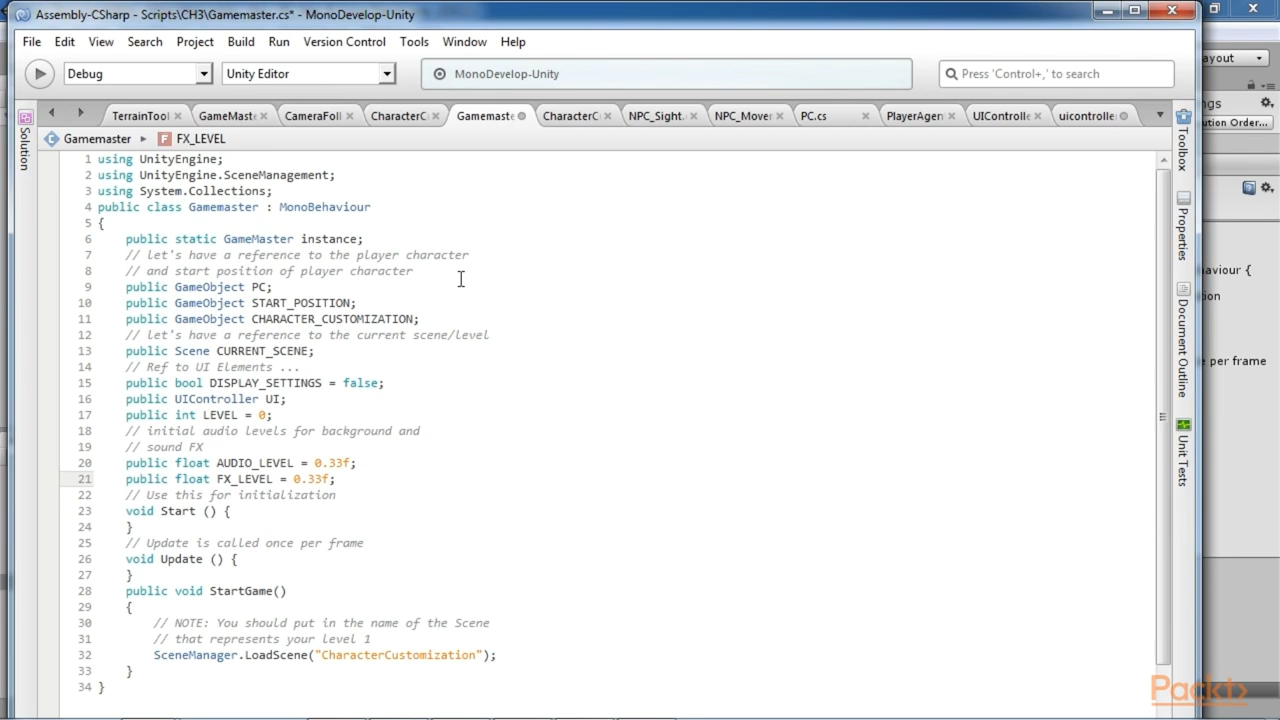 Assembly-CSharp - Scripts\CH3\Gamemaster.cs* - MonoDevelop-Unity
File Edit View Search Project Build Run Version Control Tools Window Help
Debug Unity Editor MonoDevelop-Unity Press 'Control+,' to search
TerrainTool GameMaste CameraFoll CharacterC Gamemaste CharacterC NPC_Sight. NPC_Mover PC.cs PlayerAgen UIControlle uicontrolle
Gamemaster FX_LEVEL
1 using UnityEngine;
2 using UnityEngine.SceneManagement;
3 using System.Collections;
4 public class Gamemaster : MonoBehaviour
5 {
6 public static GameMaster instance;
7 // let's have a reference to the player character
8 // and start position of player character
9 public GameObject PC;
10 public GameObject START_POSITION;
11 public GameObject CHARACTER_CUSTOMIZATION;
12 // let's have a reference to the current scene/level
13 public Scene CURRENT_SCENE;
14 // Ref to UI Elements ...
15 public bool DISPLAY_SETTINGS = false;
16 public UIController UI;
17 public int LEVEL = 0;
18 // initial audio levels for background and
19 // sound FX
20 public float AUDIO_LEVEL = 0.33f;
21 public float FX_LEVEL = 0.33f;
22 // Use this for initialization
23 void Start () {
24 }
25 // Update is called once per frame
26 void Update () {
27 }
28 public void StartGame()
29 {
30 // NOTE: You should put in the name of the Scene
31 // that represents your level 1
32 SceneManager.LoadScene("CharacterCustomization");
33 }
34 }
Solution
Toolbox
Properties
Document Outline
Unit Tests
ayout
ngs
ution Order...
aviour {
tion
e per frame
Packt>